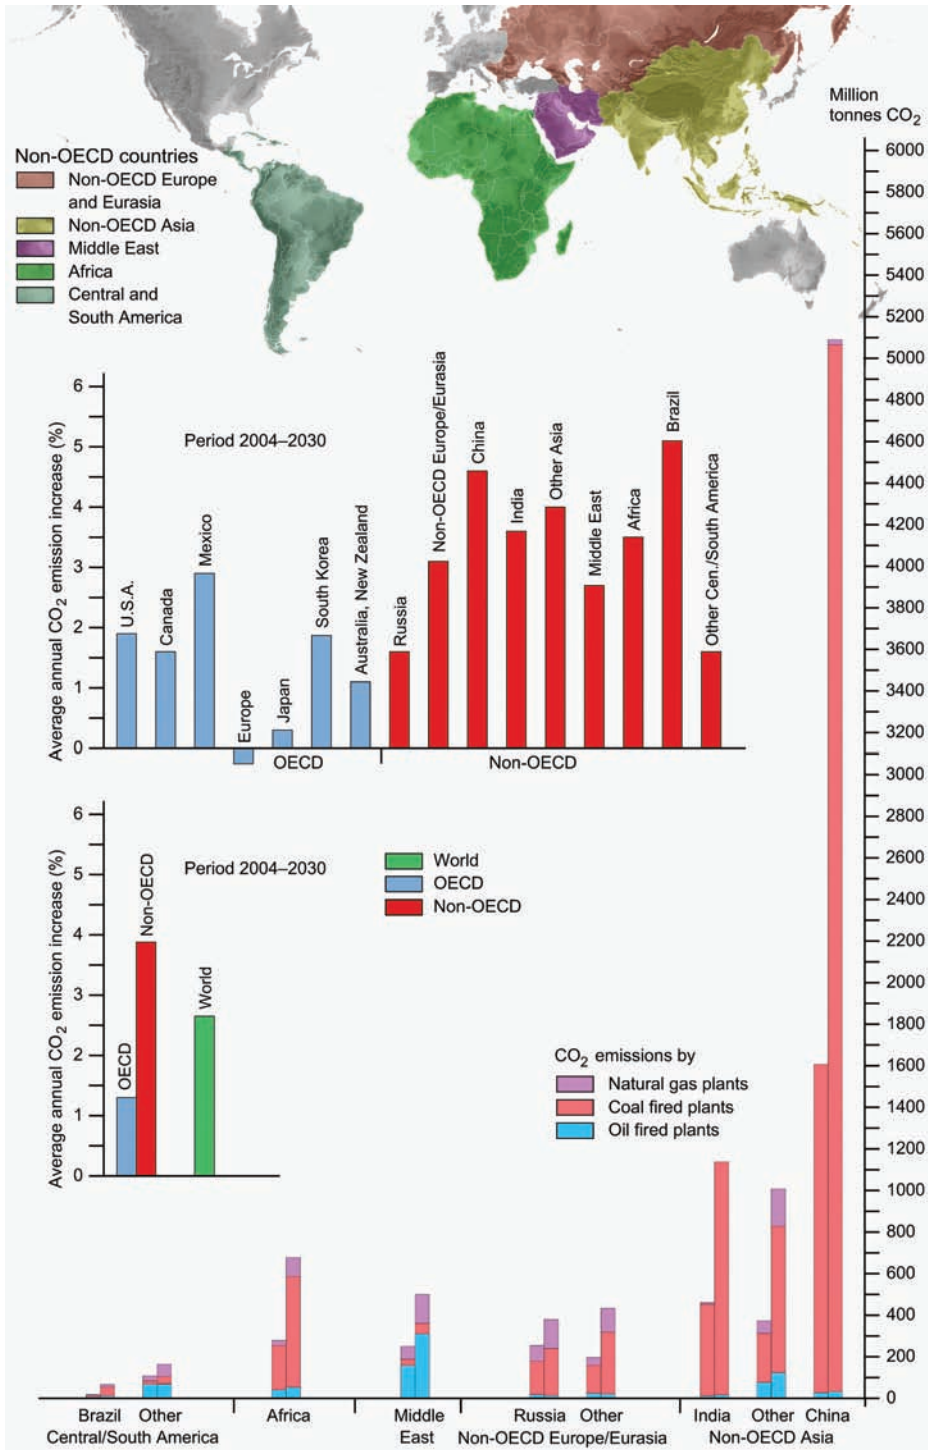 Million
tonnes CO2
6000
5800
5600
5400
5200
5000
4800
4600
4400
4200
4000
3800
3600
3400
3200
3000
2800
2600
2400
2200
2000
1800
1600
1400
1200
1000
800
600
400
200
0
Non-OECD countries
Non-OECD Europe
and Eurasia
Non-OECD Asia
Middle East
Africa
Central and
South America
Average annual CO2 emission increase (%)
6
5
4
3
2
1
0
Period 2004–2030
U.S.A.
Canada
Mexico
Europe
Japan
South Korea
Australia, New Zealand
Russia
Non-OECD Europe/Eurasia
China
India
Other Asia
Middle East
Africa
Brazil
Other Cen./South America
OECD
Non-OECD
Average annual CO2 emission increase (%)
6
5
4
3
2
1
0
Period 2004–2030
OECD
Non-OECD
World
World
OECD
Non-OECD
CO2 emissions by
Natural gas plants
Coal fired plants
Oil fired plants
Brazil Other
Central/South America
Africa
Middle
East
Russia Other
Non-OECD Europe/Eurasia
India Other China
Non-OECD Asia